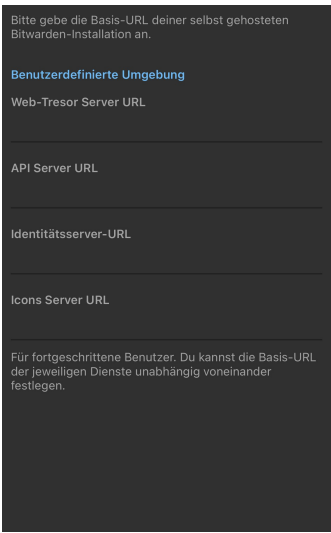 Bitte gebe die Basis-URL deiner selbst gehosteten
Bitwarden-Installation an.
Benutzerdefinierte Umgebung
Web-Tresor Server URL
API Server URL
Identitätsserver-URL
Icons Server URL
Für fortgeschrittene Benutzer. Du kannst die Basis-URL
der jeweiligen Dienste unabhängig voneinander
festlegen.